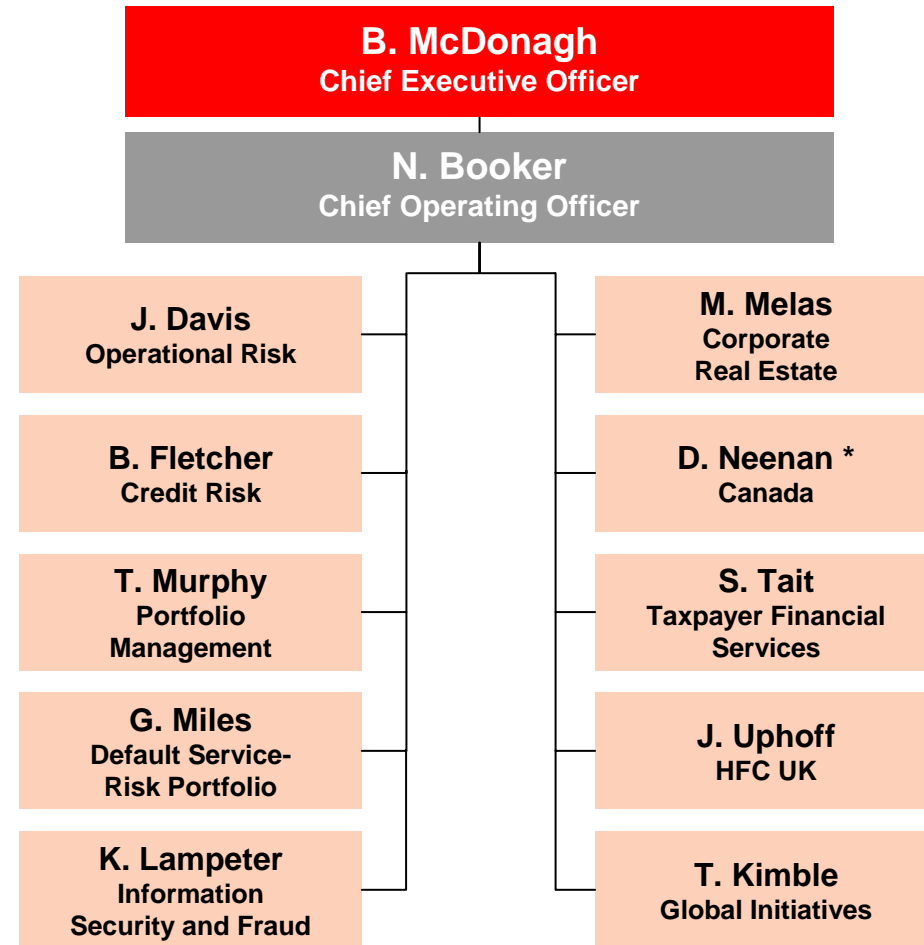 B. McDonagh
Chief Executive Officer
N. Booker
Chief Operating Officer
J. Davis
Operational Risk
B. Fletcher
Credit Risk
T. Murphy
Portfolio
Management
G. Miles
Default Service-
Risk Portfolio
K. Lampeter
Information
Security and Fraud
M. Melas
Corporate
Real Estate
D. Neenan *
Canada
S. Tait
Taxpayer Financial
Services
J. Uphoff
HFC UK
T. Kimble
Global Initiatives